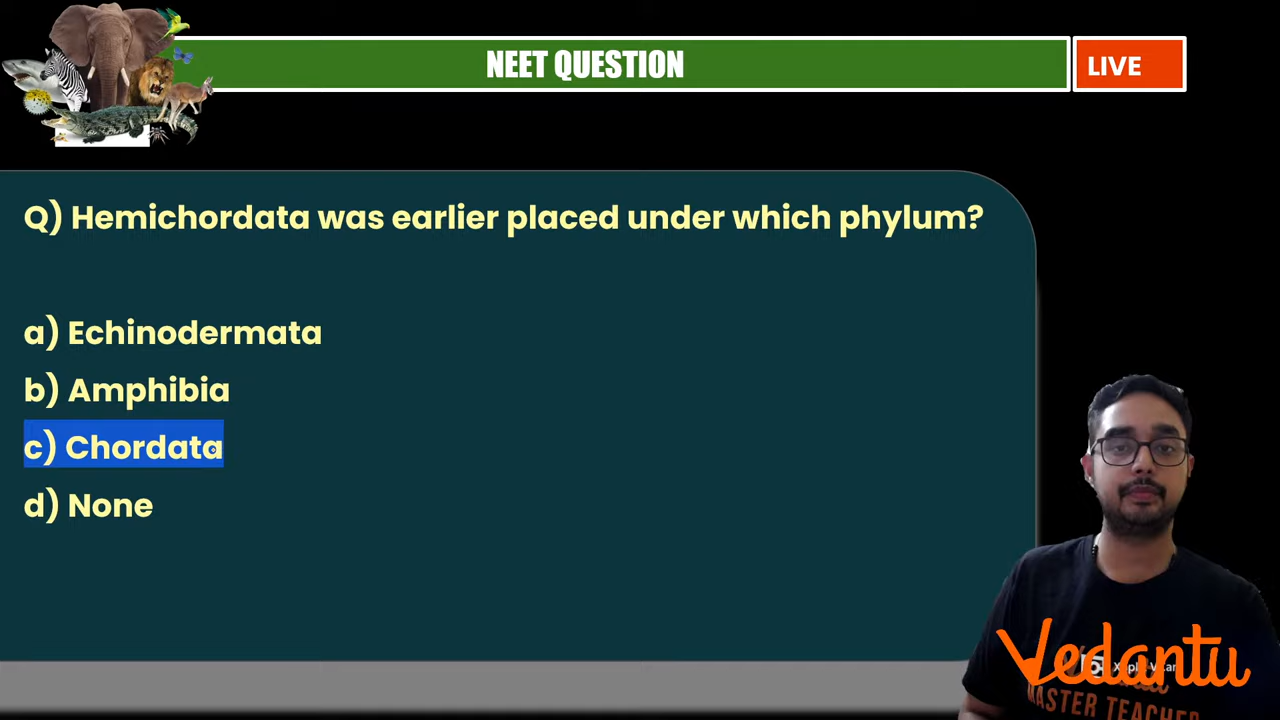 NEET QUESTION
LIVE
Q) Hemichordata was earlier placed under which phylum?
a) Echinodermata
b) Amphibia
c) Chordata
d) None
Vedantu
MASTER TEACHER